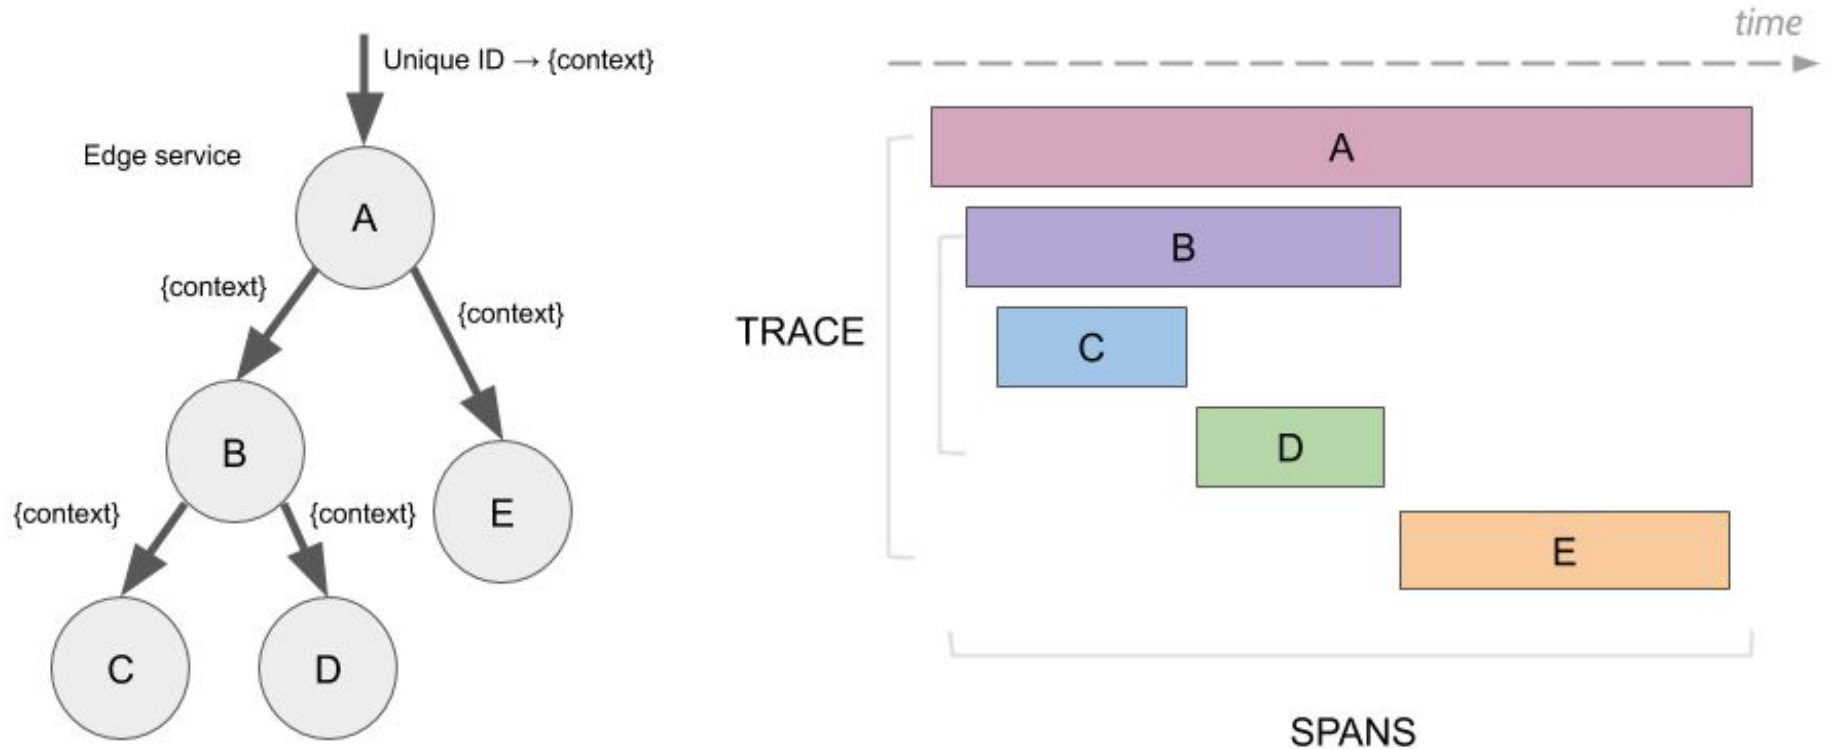 Unique ID → {context}
Edge service
A
{context}
{context}
B
E
{context}
{context}
C
D
time
A
B
TRACE
C
D
E
SPANS